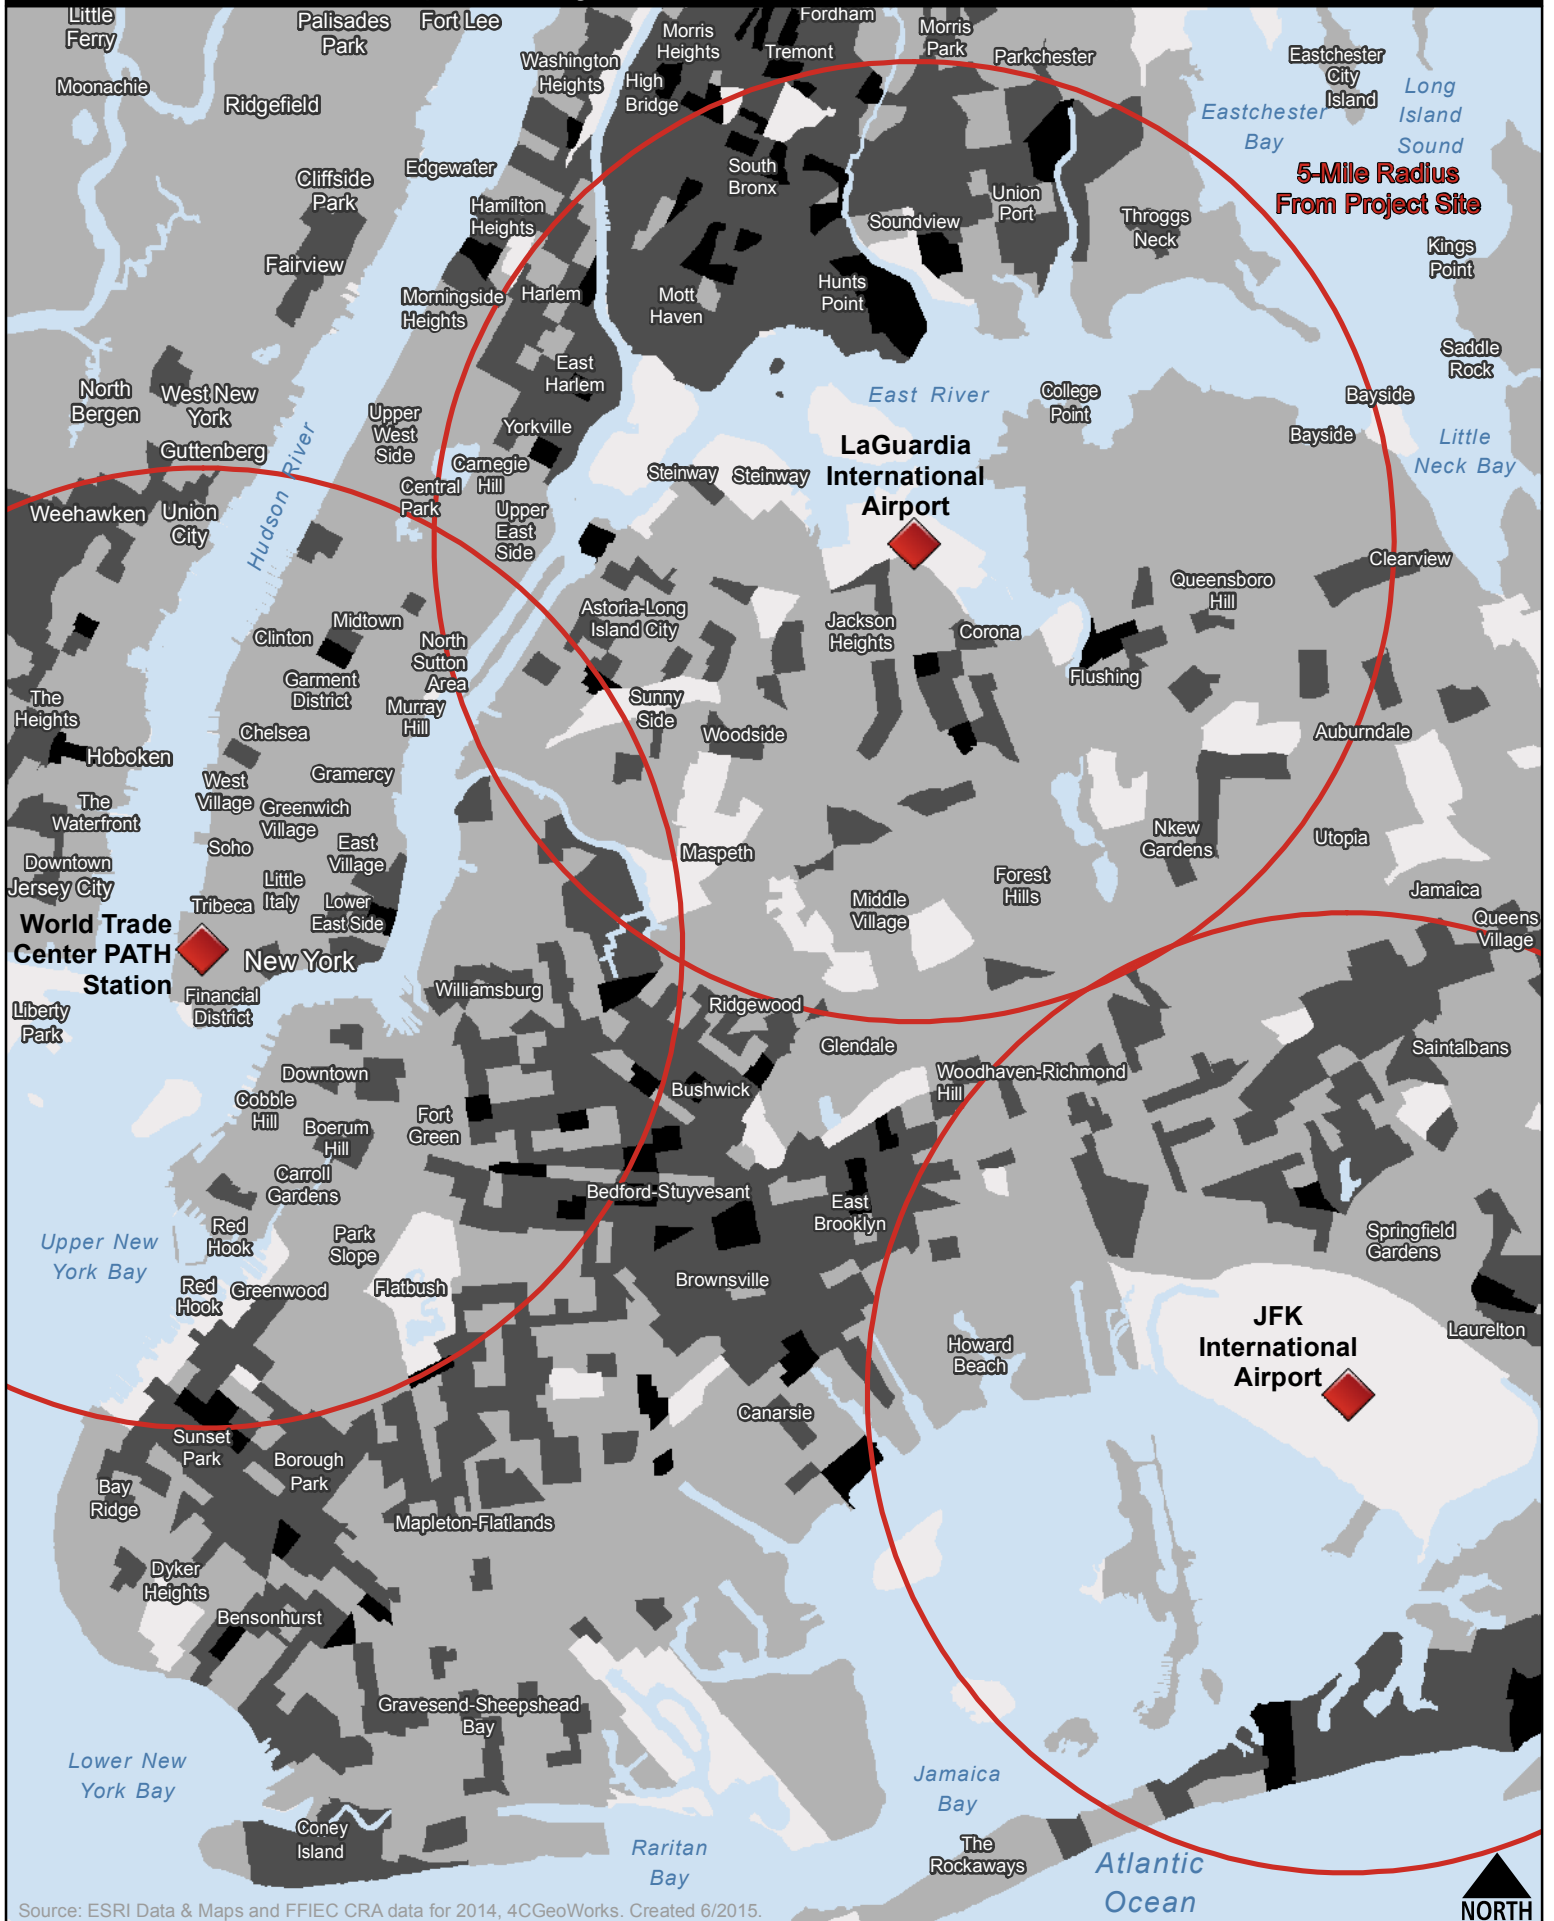 Little
Ferry
Palisades
Park
Fort Lee
Fordham
Morris
Heights
Tremont
Morris
Park
Parkchester
Eastchester
City
Island
Long
Island
Sound
Washington
Heights
High
Bridge
Moonachie
Ridgefield
Eastchester
Bay
5-Mile Radius
From Project Site
Edgewater
Cliffside
Park
South
Bronx
Union
Port
Throggs
Neck
Hamilton
Heights
Soundview
Kings
Point
Fairview
Morningside
Heights
Harlem
Mott
Haven
Hunts
Point
East
Harlem
Saddle
Rock
North
Bergen
West New
York
Upper
West
Side
East River
College
Point
Bayside
Bayside
Little
Neck Bay
Yorkville
Guttenberg
Hudson River
Carnegie
Hill
Central
Park
Steinway
Steinway
LaGuardia
International
Airport
Weehawken
Union
City
Upper
East
Side
Clearview
Queensboro
Hill
Astoria-Long
Island City
Jackson
Heights
Corona
Midtown
Clinton
North
Sutton
Area
Garment
District
Murray
Hill
Flushing
The
Heights
Sunny
Side
Chelsea
Woodside
Auburndale
Hoboken
West
Village
Gramercy
Greenwich
Village
The
Waterfront
Soho
East
Village
Maspeth
Nkew
Gardens
Utopia
Downtown
Jersey City
Little
Italy
Tribeca
Lower
East Side
Middle
Village
Forest
Hills
Jamaica
Queens
Village
World Trade
Center PATH
Station
New York
Financial
District
Williamsburg
Ridgewood
Liberty
Park
Glendale
Saintalbans
Downtown
Bushwick
Woodhaven-Richmond
Hill
Cobble
Hill
Boerum
Hill
Fort
Green
Carroll
Gardens
Bedford-Stuyvesant
East
Brooklyn
Red
Hook
Park
Slope
Upper New
York Bay
Springfield
Gardens
Red
Hook
Greenwood
Flatbush
Brownsville
JFK
International
Airport
Howard
Beach
Laurelton
Canarsie
Sunset
Park
Borough
Park
Bay
Ridge
Mapleton-Flatlands
Dyker
Heights
Bensonhurst
Gravesend-Sheepshead
Bay
Lower New
York Bay
Jamaica
Bay
Coney
Island
Raritan
Bay
The
Rockaways
Atlantic
Ocean
Source: ESRI Data & Maps and FFIEC CRA data for 2014, 4CGeoWorks. Created 6/2015.
NORTH